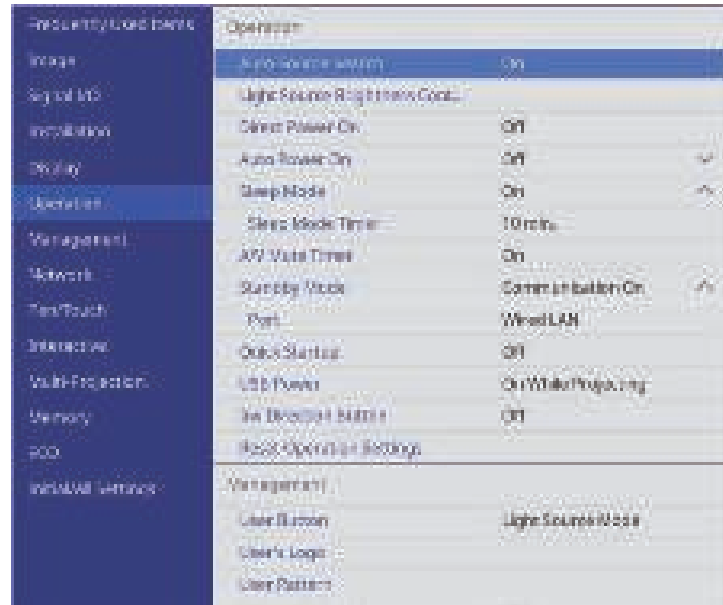 Frequently Used Items
Image
Signal I/O
Installation
Display
Operation
Management
Network
Pen/Touch
Interactive
Multi-Projection
Memory
ECO
Initial/All Settings
Operation
Auto Source Search On
Light Source Brightness Cont...
Direct Power On Off
Auto Power On Off
Sleep Mode On
Sleep Mode Timer 10 min.
A/V Mute Timer On
Standby Mode Communication On
Port Wired LAN
Quick Startup Off
USB Power On While Projecting
Direction Button Off
Reset Operation Settings
Management
User Button Light Source Mode
User's Logo
User Pattern